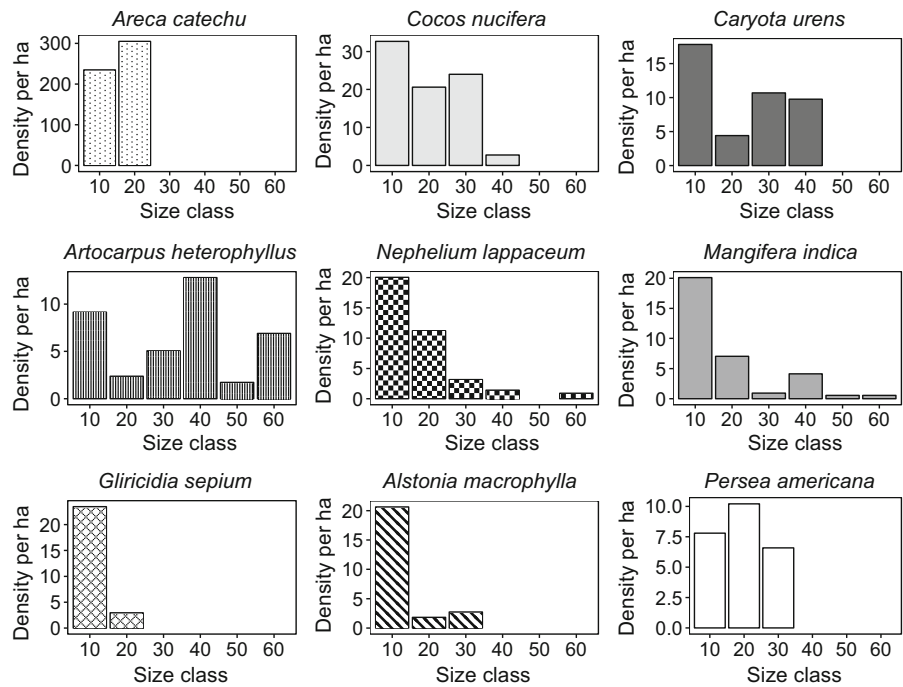 Areca catechu
Density per ha
300
200
100
0
10 20 30 40 50 60
Size class
Cocos nucifera
Density per ha
30
20
10
0
10 20 30 40 50 60
Size class
Caryota urens
Density per ha
15
10
5
0
10 20 30 40 50 60
Size class
Artocarpus heterophyllus
Density per ha
10
5
0
10 20 30 40 50 60
Size class
Nephelium lappaceum
Density per ha
20
15
10
5
0
10 20 30 40 50 60
Size class
Mangifera indica
Density per ha
20
15
10
5
0
10 20 30 40 50 60
Size class
Gliricidia sepium
Density per ha
20
15
10
5
0
10 20 30 40 50 60
Size class
Alstonia macrophylla
Density per ha
20
15
10
5
0
10 20 30 40 50 60
Size class
Persea americana
Density per ha
10.0
7.5
5.0
2.5
0.0
10 20 30 40 50 60
Size class